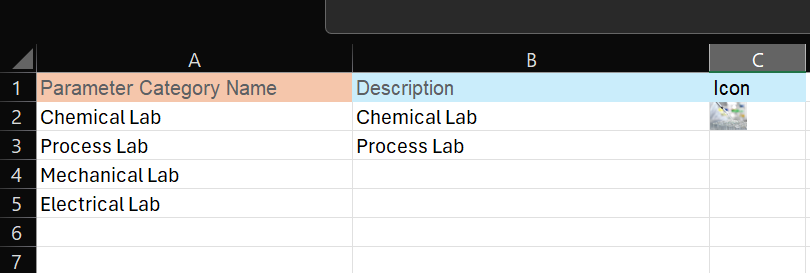 A B C
1 Parameter Category Name Description Icon
2 Chemical Lab Chemical Lab
3 Process Lab Process Lab
4 Mechanical Lab
5 Electrical Lab
6
7